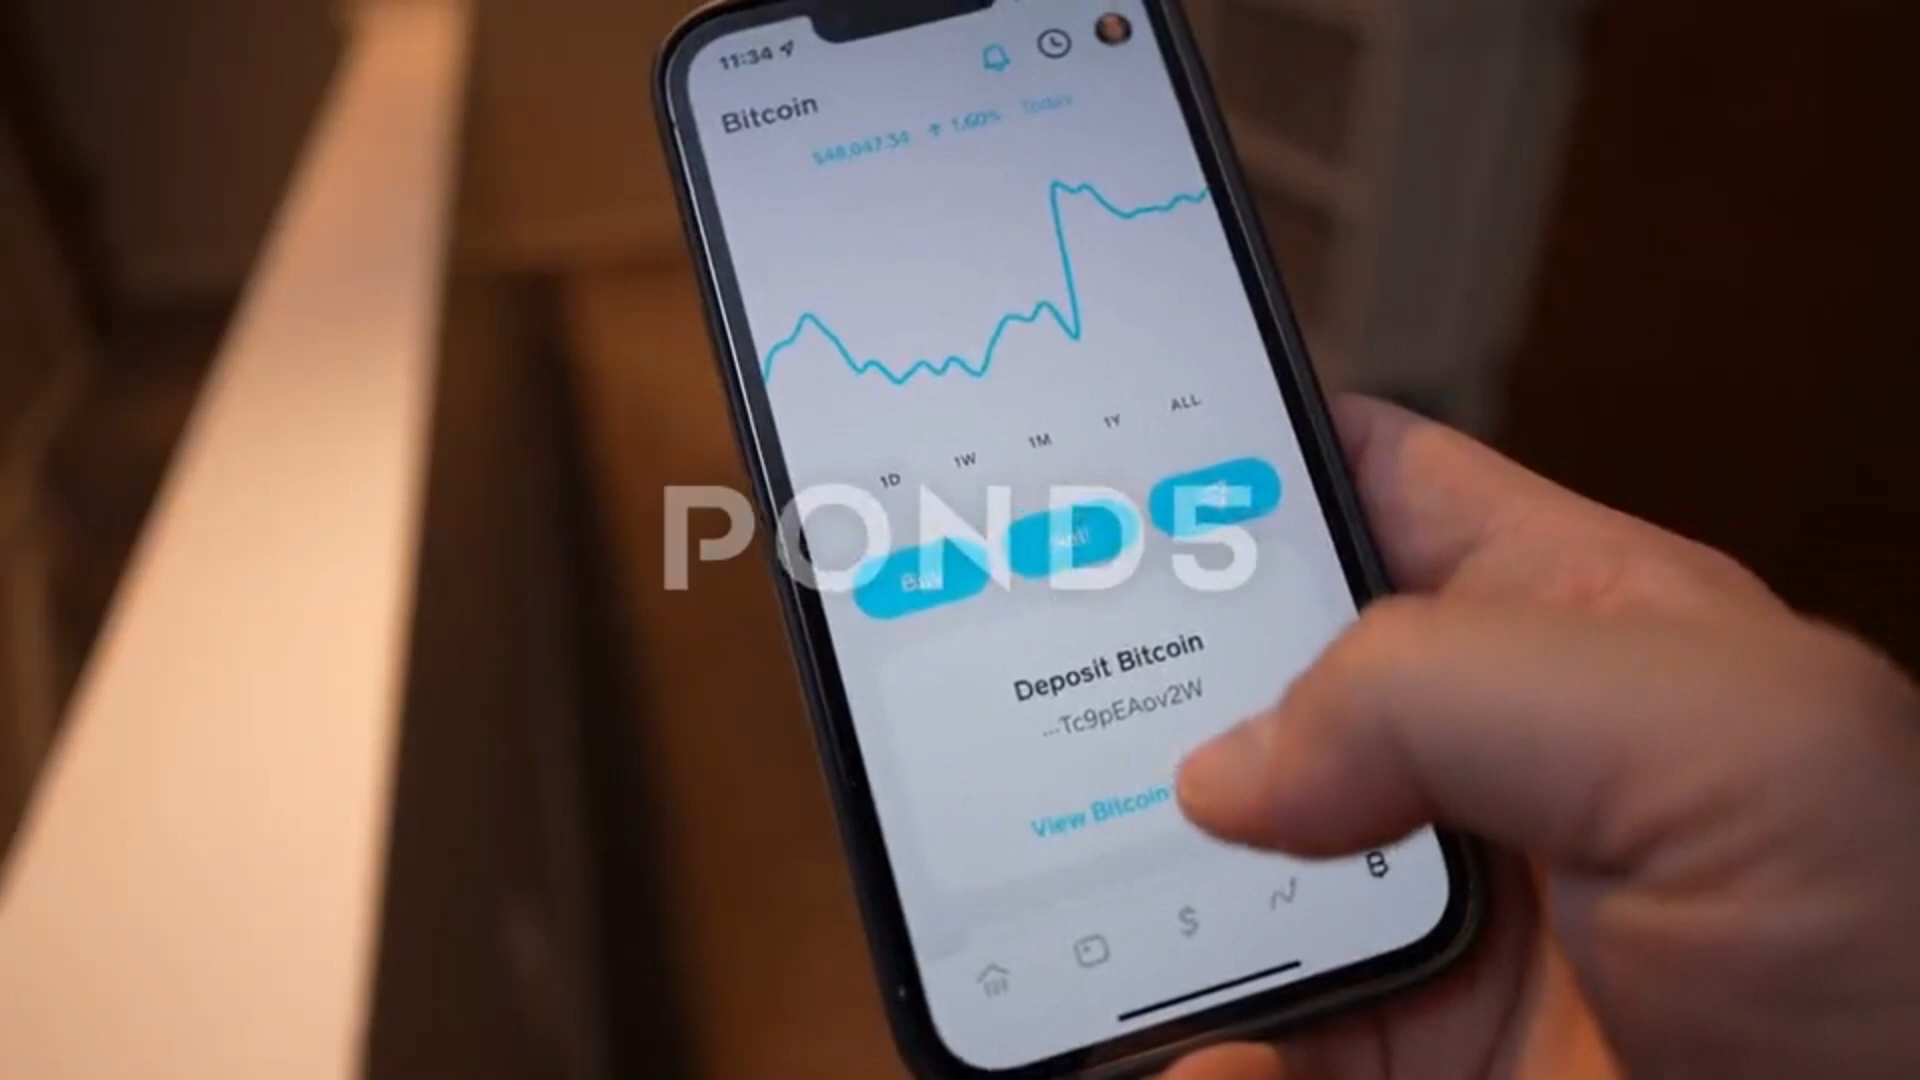 11:34
Bitcoin
$48,047.34 ↑ 1.60% Today
1D 1W 1M 1Y ALL
POND5
Buy Sell
Deposit Bitcoin
...Tc9pEAov2W
View Bitcoin
$